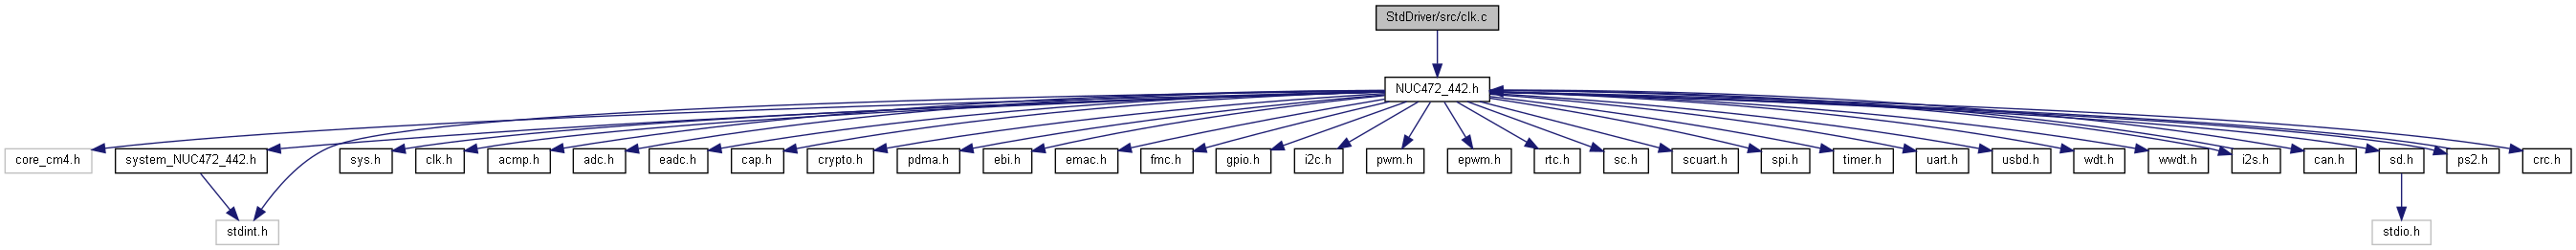 StdDriver/src/clk.c
NUC472_442.h
core_cm4.h
system_NUC472_442.h
sys.h
clk.h
acmp.h
adc.h
eadc.h
cap.h
crypto.h
pdma.h
ebi.h
emac.h
fmc.h
gpio.h
i2c.h
pwm.h
epwm.h
rtc.h
sc.h
scuart.h
spi.h
timer.h
uart.h
usbd.h
wdt.h
wwdt.h
i2s.h
can.h
sd.h
ps2.h
crc.h
stdint.h
stdio.h